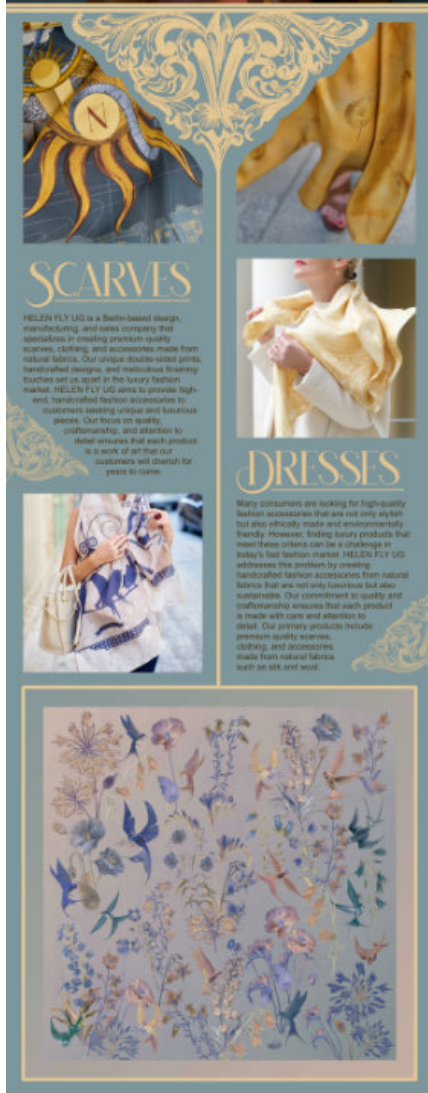 N
SCARVES
HELEN FLY UG is a Berlin-based design,
manufacturing, and sales company that
specializes in creating premium quality
scarves, clothing, and accessories made from
natural fabrics. Our unique double-sided prints,
handcrafted designs, and meticulous finishing
touches set us apart in the luxury fashion
market. HELEN FLY UG aims to provide high-
end, handcrafted fashion accessories to
customers seeking unique and luxurious
pieces. Our focus on quality,
craftsmanship, and attention to
detail ensures that each product
is a work of art that our
customers will cherish for
years to come.
DRESSES
Many consumers are looking for high-quality
fashion accessories that are not only stylish
but also ethically made and environmentally
friendly. However, finding luxury products that
meet these criteria can be a challenge in
today's fast fashion market. HELEN FLY UG
addresses this problem by creating
handcrafted fashion accessories from natural
fabrics that are not only luxurious but also
sustainable. Our commitment to quality and
craftsmanship ensures that each product
is made with care and attention to
detail. Our primary products include
premium quality scarves,
clothing, and accessories
made from natural fabrics
such as silk and wool.